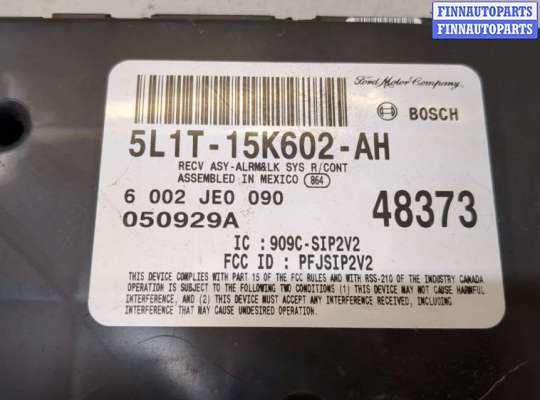 FINNAUTOPARTS
FINNAUTOPARTS
Ford Motor Company,
BOSCH
5L1T-15K602-AH
RECV ASY-ALRM&LK SYS R/CONT
ASSEMBLED IN MEXICO 864
6 002 JE0 090
050929A
48373
IC : 909C-SIP2V2
FCC ID : PFJSIP2V2
THIS DEVICE COMPLIES WITH PART 15 OF THE FCC RULES AND WITH RSS-210 OF THE INDUSTRY CANADA
OPERATION IS SUBJECT TO THE FOLLOWING TWO CONDITIONS (1) THIS DEVICE MAY NOT CAUSE HARMFUL
INTERFERENCE, AND (2) THIS DEVICE MUST ACCEPT ANY INTERFERENCE RECEIVED, INCLUDING
INTERFERENCE THAT MAY CAUSE UNDESIRED OPERATION.
FINNAUTOPARTS
FINNAUTOPARTS